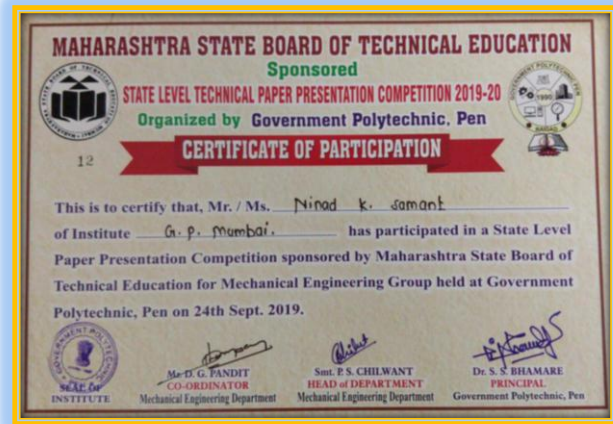 MAHARASHTRA STATE BOARD OF TECHNICAL EDUCATION
Sponsored
STATE LEVEL TECHNICAL PAPER PRESENTATION COMPETITION 2019-20
Organized by Government Polytechnic, Pen
12
CERTIFICATE OF PARTICIPATION
This is to certify that, Mr. / Ms. Ninad K. Samant
of Institute G. P. Mumbai. has participated in a State Level
Paper Presentation Competition sponsored by Maharashtra State Board of
Technical Education for Mechanical Engineering Group held at Government
Polytechnic, Pen on 24th Sept. 2019.
SEAL OF
INSTITUTE
Mr. D. G. PANDIT
CO-ORDINATOR
Mechanical Engineering Department
Smt. P. S. CHILWANT
HEAD of DEPARTMENT
Mechanical Engineering Department
Dr. S. S. BHAMARE
PRINCIPAL
Government Polytechnic, Pen